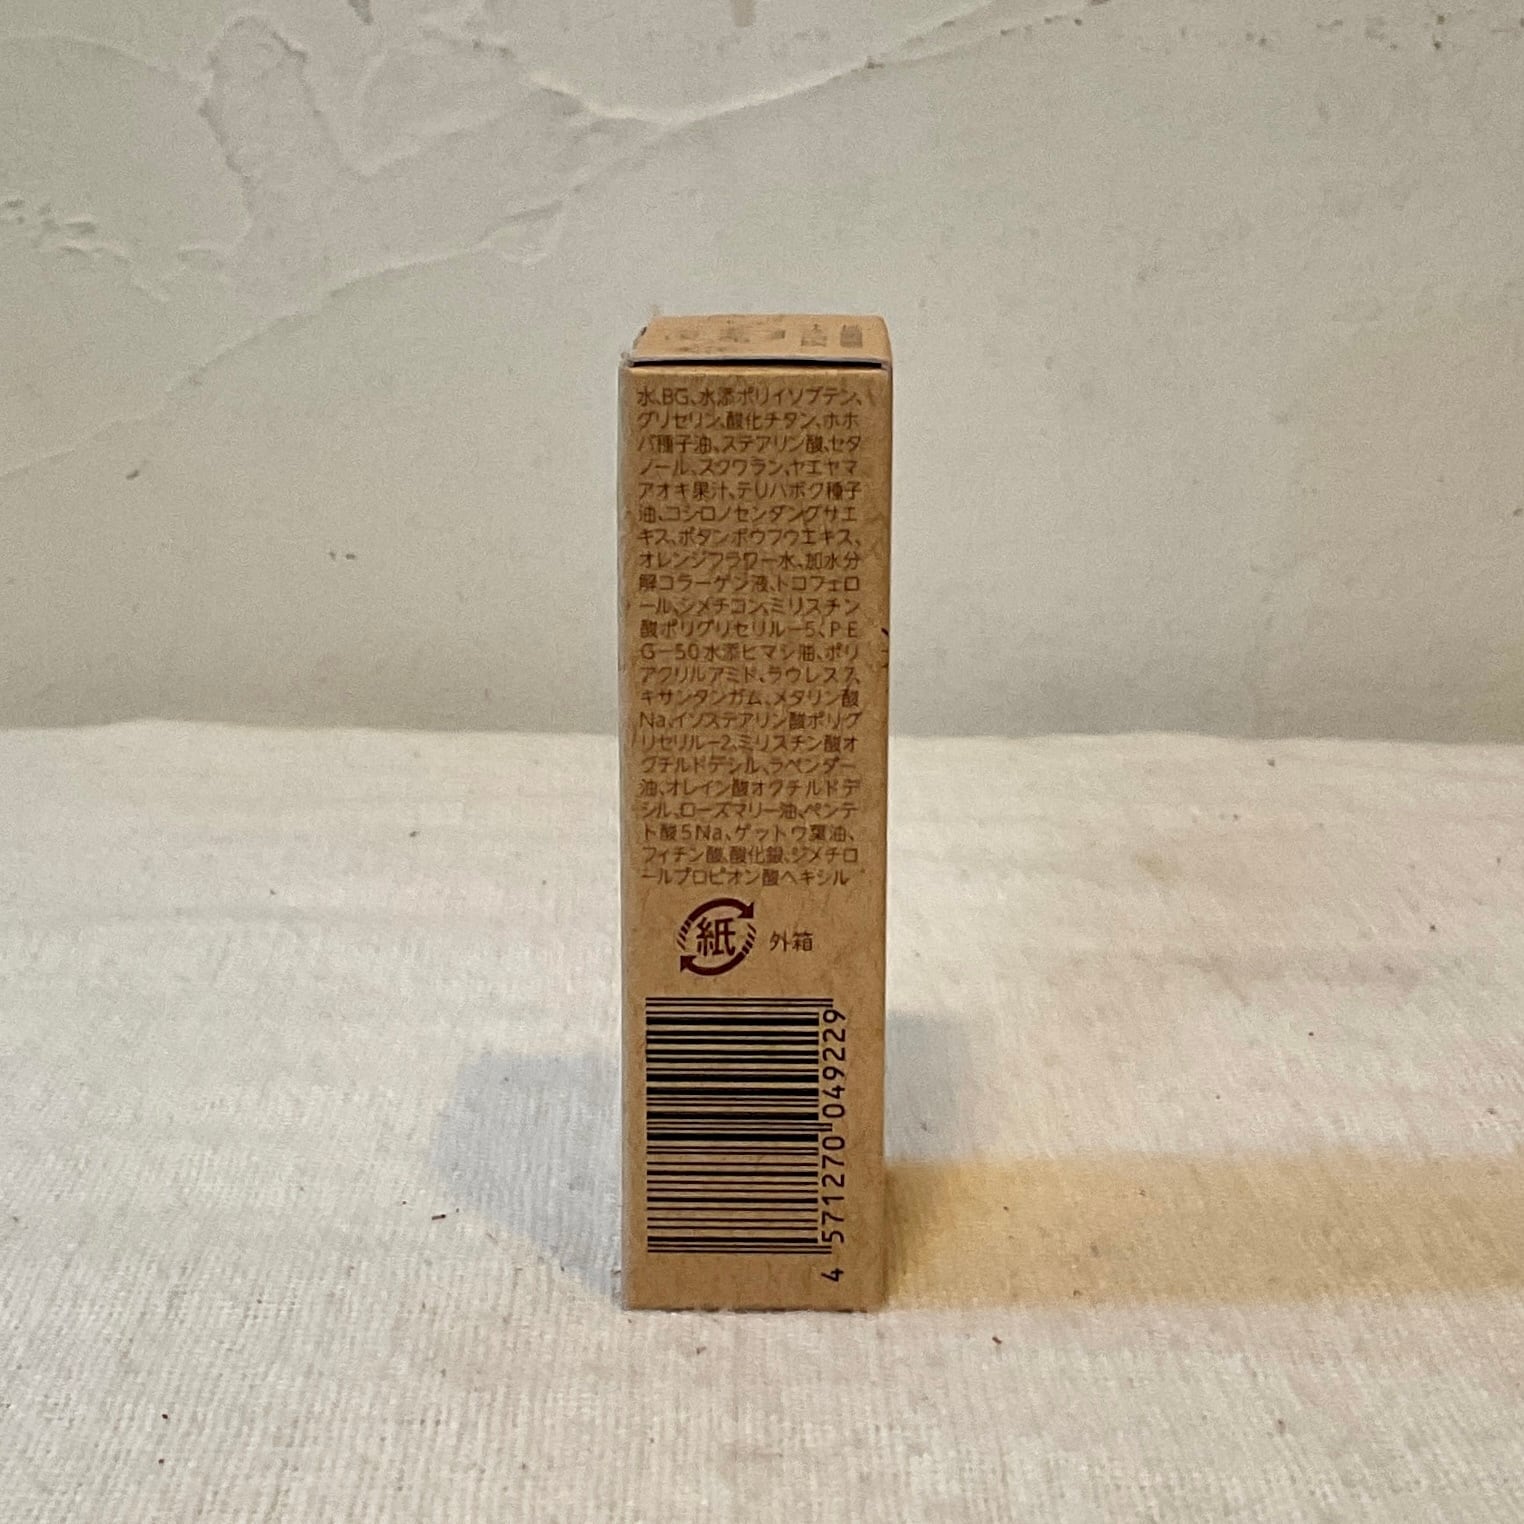 水、BG、水添ポリイソブテン、
グリセリン、酸化チタン、ホホ
バ種子油、ステアリン酸、セタ
ノール、スクワラン、ヤエヤマ
アオキ果汁、テリハボク種子
油、コシロノセンダングサエ
キス、ボタンボウフウエキス、
オレンジフラワー水、加水分
解コラーゲン液、トコフェロ
ール、ジメチコン、ミリスチン
酸ポリグリセリル－5、PE
G－50水添ヒマシ油、ポリ
アクリルアミド、ラウレス7、
キサンタンガム、メタリン酸
Na、イソステアリン酸ポリグ
リセリル－2、ミリスチン酸オ
クチルドデシル、ラベンダー
油、オレイン酸オクチルドデ
シル、ローズマリー油、ペンテ
ト酸5Na、ゲットウ葉油、
フィチン酸、酸化銀、ジメチロ
ールプロピオン酸ヘキシル
紙 外箱
4 571270 049229